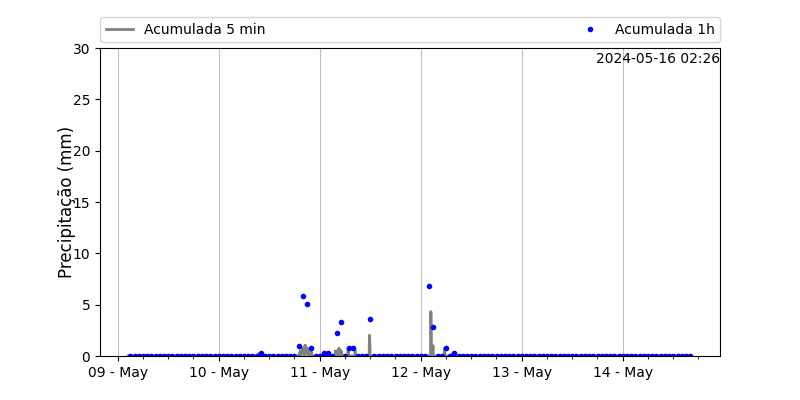 Acumulada 5 min
Acumulada 1h
2024-05-16 02:26
Precipitação (mm)
30
25
20
15
10
5
0
09 - May
10 - May
11 - May
12 - May
13 - May
14 - May